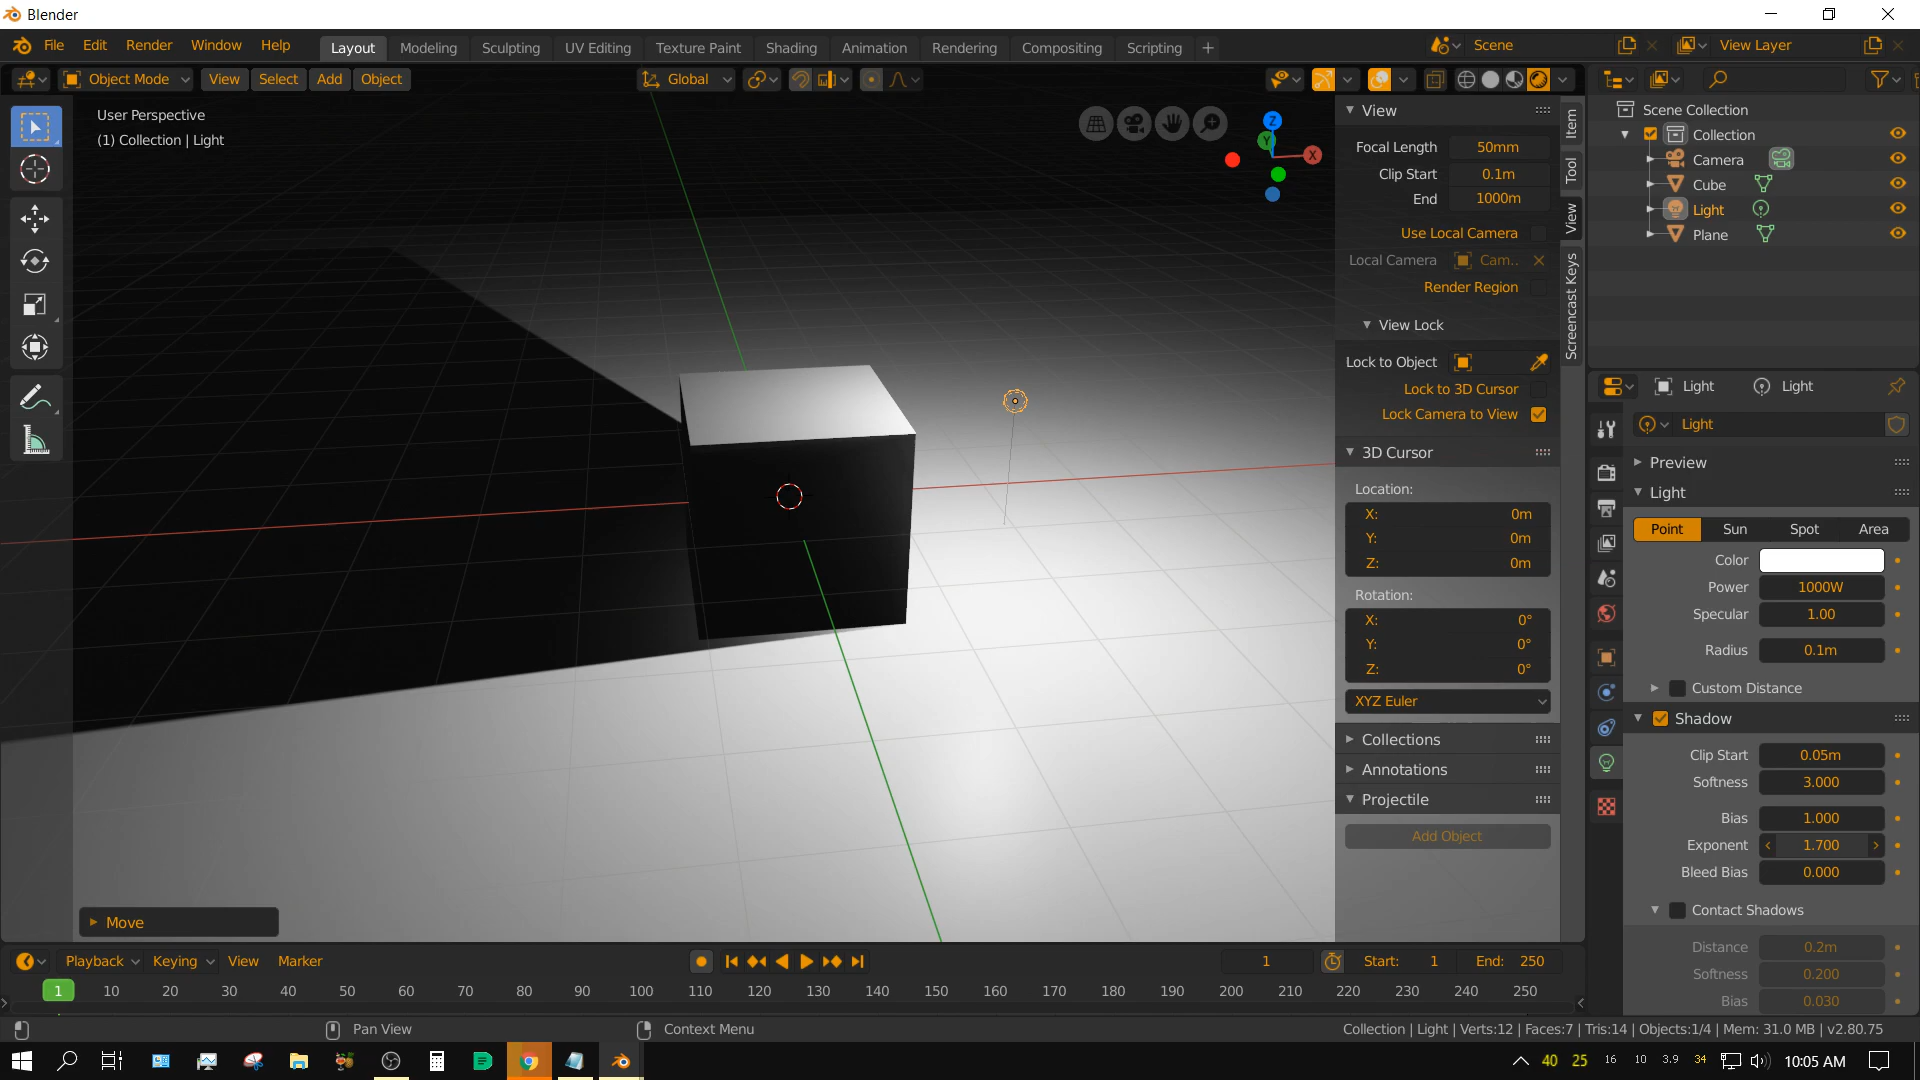 Blender
File Edit Render Window Help Layout Modeling Sculpting UV Editing Texture Paint Shading Animation Rendering Compositing Scripting + Scene View Layer
Object Mode View Select Add Object Global
User Perspective
(1) Collection | Light
Z
Y
X
View
Focal Length 50mm
Clip Start 0.1m
End 1000m
Use Local Camera
Local Camera Cam..
Render Region
View Lock
Lock to Object
Lock to 3D Cursor
Lock Camera to View
3D Cursor
Location:
X: 0m
Y: 0m
Z: 0m
Rotation:
X: 0°
Y: 0°
Z: 0°
XYZ Euler
Collections
Annotations
Projectile
Add Object
Item
Tool
View
Screencast Keys
Scene Collection
Collection
Camera
Cube
Light
Plane
Light Light
Light
Preview
Light
Point Sun Spot Area
Color
Power 1000W
Specular 1.00
Radius 0.1m
Custom Distance
Shadow
Clip Start 0.05m
Softness 3.000
Bias 1.000
Exponent 1.700
Bleed Bias 0.000
Contact Shadows
Distance 0.2m
Softness 0.200
Bias 0.030
Move
Playback Keying View Marker 1 Start: 1 End: 250
1 10 20 30 40 50 60 70 80 90 100 110 120 130 140 150 160 170 180 190 200 210 220 230 240 250
Pan View Context Menu Collection | Light | Verts:12 | Faces:7 | Tris:14 | Objects:1/4 | Mem: 31.0 MB | v2.80.75
40 25 16 10 3.9 34 10:05 AM